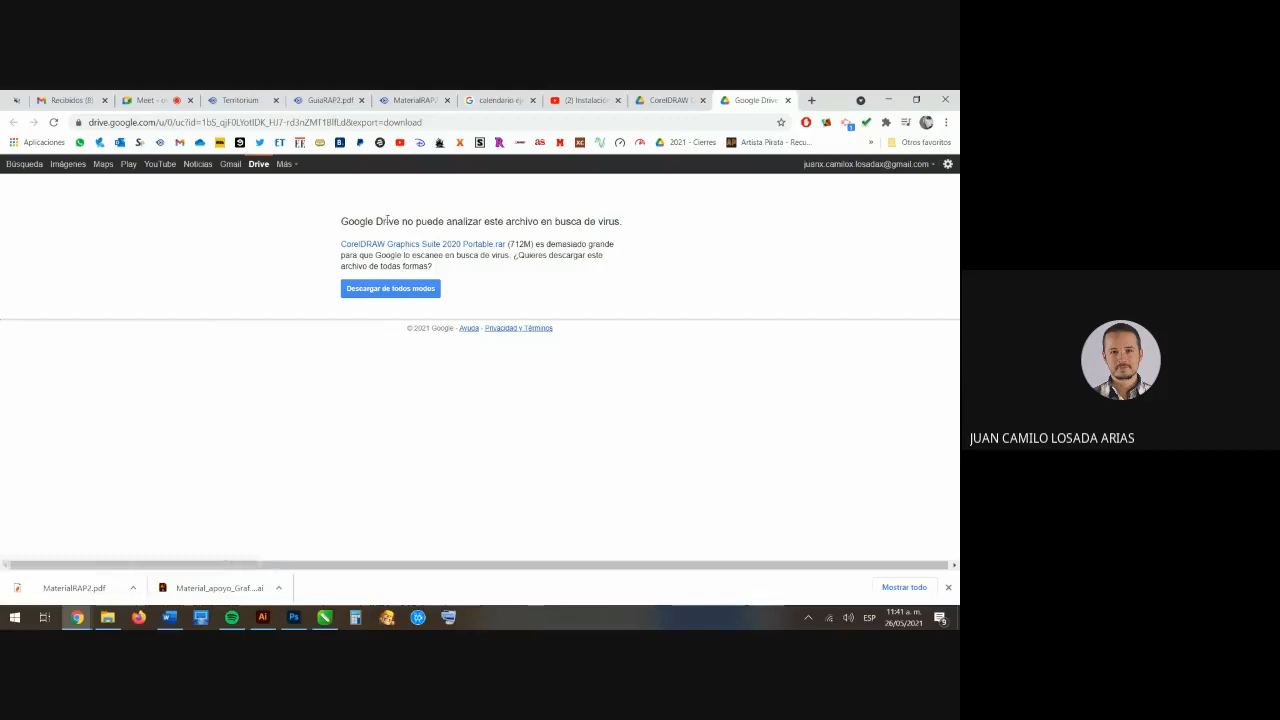 Recibidos (8)
Meet - o
Territorium
GuiaRAP2.pdf
MaterialRAP2
calendario ej
(2) Instalació
CorelDRAW G
Google Drive
drive.google.com/u/0/uc?id=1bS_qjF0LYotIDK_HJ7-rd3nZMT1BlfLd&export=download
Aplicaciones
2021 - Cierres
Artista Pirata - Recu...
Otros favoritos
Búsqueda Imágenes Maps Play YouTube Noticias Gmail Drive Más
juanx.camilox.losadax@gmail.com
Google Drive no puede analizar este archivo en busca de virus.
CorelDRAW Graphics Suite 2020 Portable.rar (712M) es demasiado grande
para que Google lo escanee en busca de virus. ¿Quieres descargar este
archivo de todas formas?
Descargar de todos modos
© 2021 Google - Ayuda - Privacidad y Términos
JUAN CAMILO LOSADA ARIAS
MaterialRAP2.pdf
Material_apoyo_Graf....ai
Mostrar todo
ESP
11:41 a. m.
26/05/2021